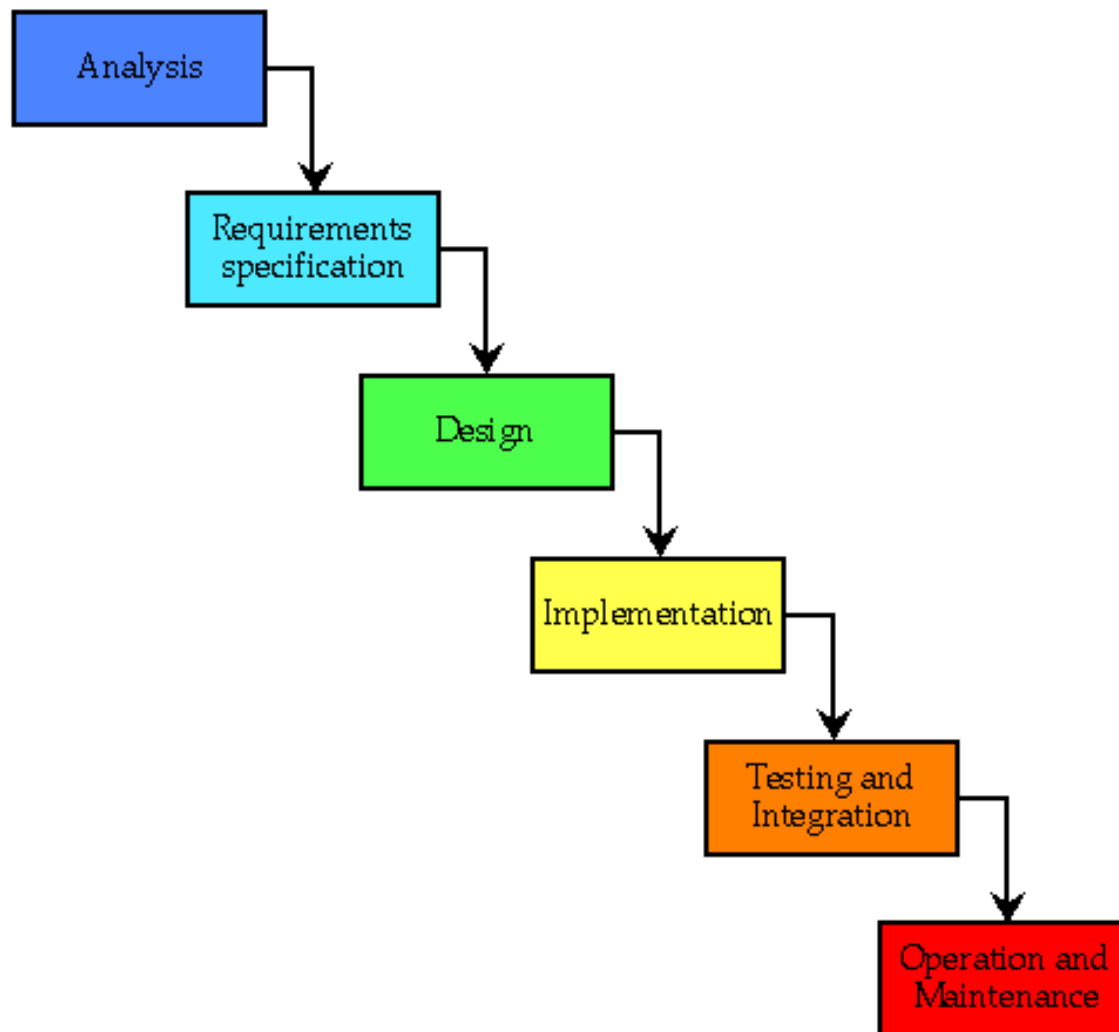 Analysis
Requirements
specification
Design
Implementation
Testing and
Integration
Operation and
Maintenance